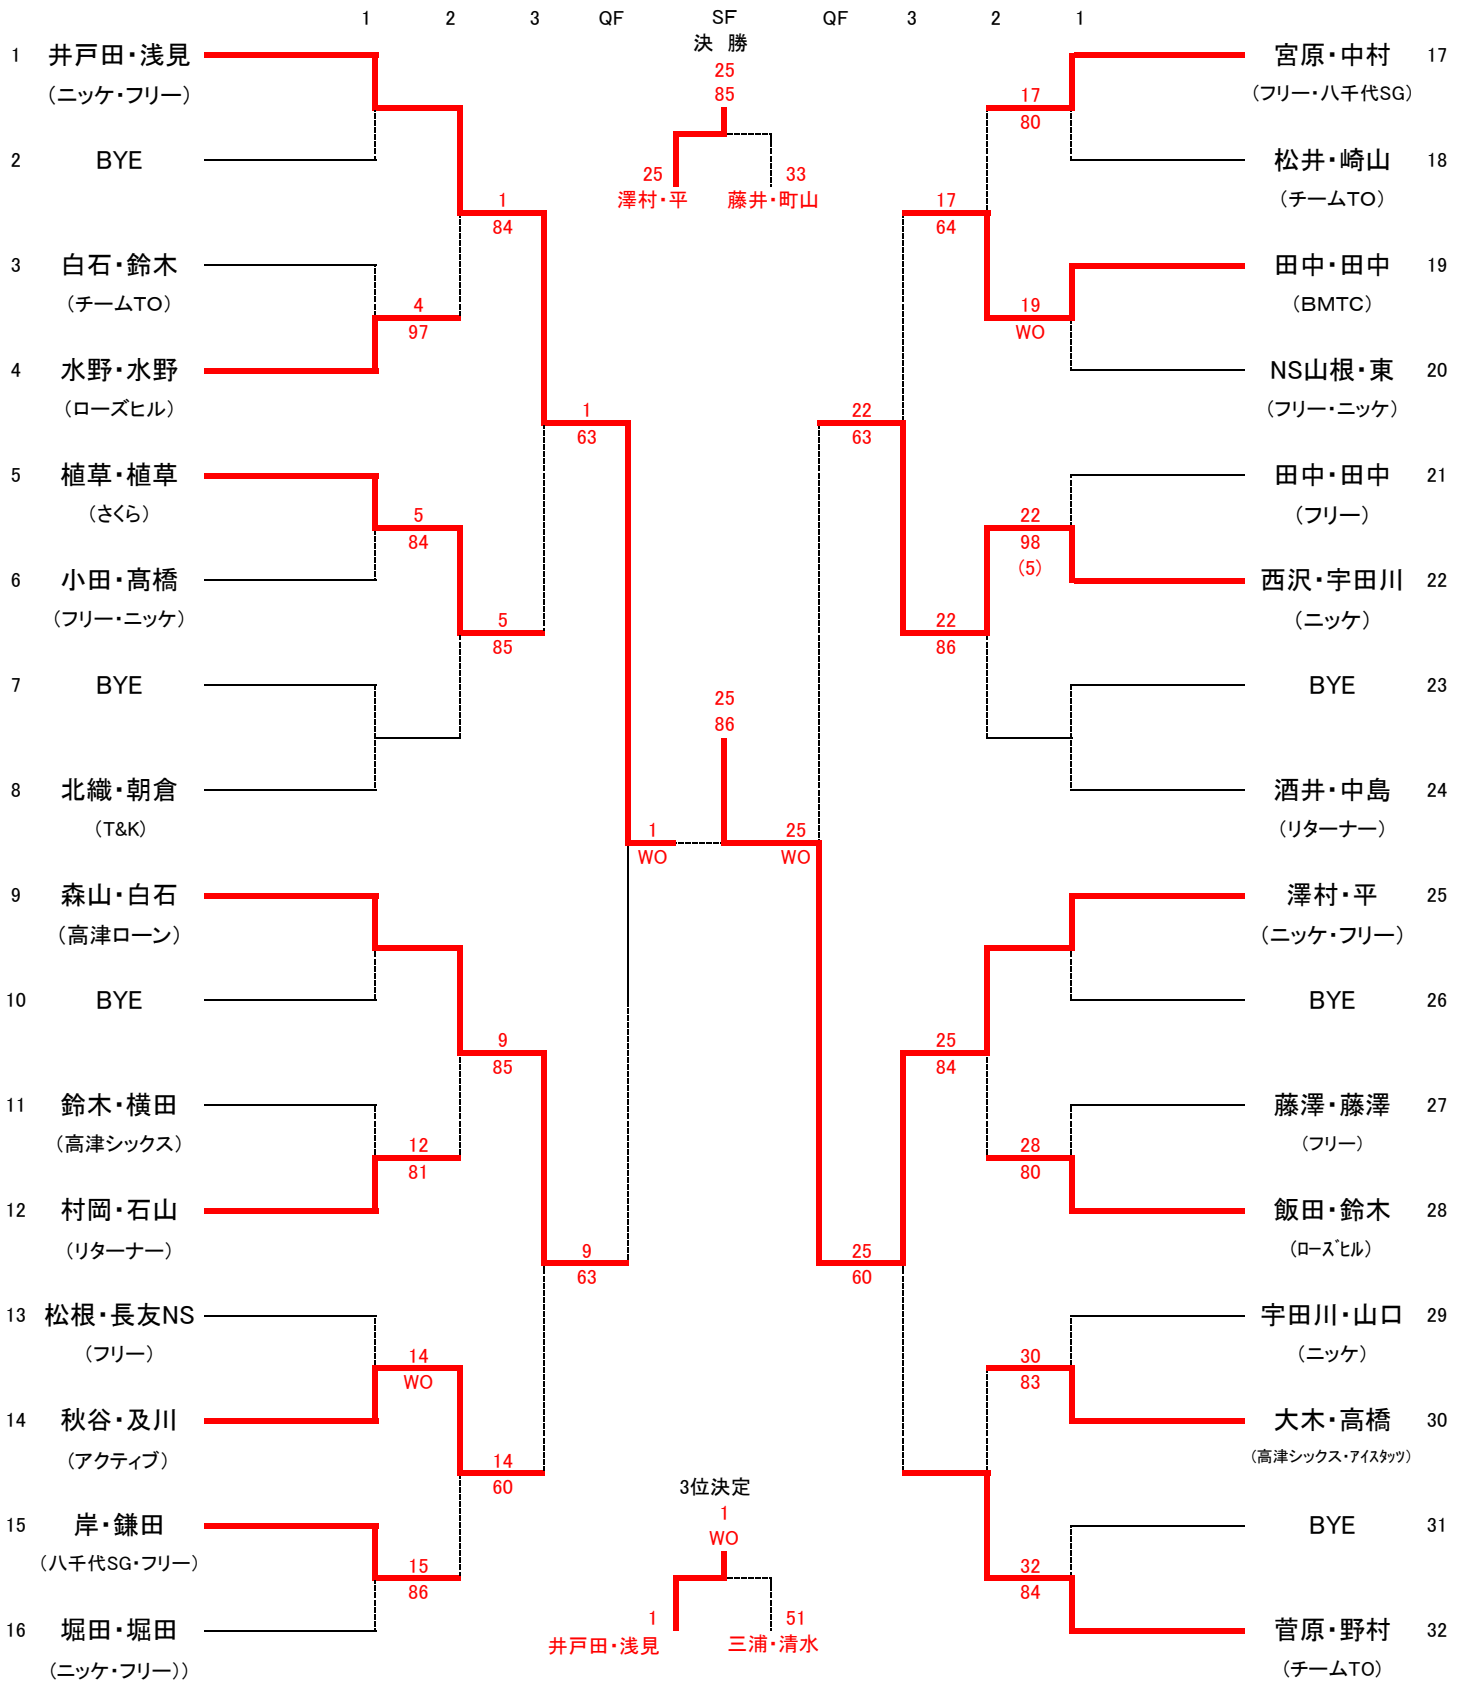 1 2 3 QF SF QF 3 2 1
決 勝
25
85
25 33
澤村・平 藤井・町山
1 井戸田・浅見
(ニッケ・フリー)
2 BYE
1
84
3 白石・鈴木
(チームTO)
4
97
4 水野・水野
(ローズヒル)
1
63
5 植草・植草
(さくら)
5
84
6 小田・髙橋
(フリー・ニッケ)
5
85
7 BYE
8 北織・朝倉
(T&K)
1
WO
9 森山・白石
(高津ローン)
10 BYE
9
85
11 鈴木・横田
(高津シックス)
12
81
12 村岡・石山
(リターナー)
9
63
13 松根・長友NS
(フリー)
14
WO
14 秋谷・及川
(アクティブ)
14
60
15 岸・鎌田
(八千代SG・フリー)
15
86
16 堀田・堀田
(ニッケ・フリー))
25
86
宮原・中村 17
(フリー・八千代SG)
17
80
松井・崎山 18
(チームTO)
17
64
田中・田中 19
(BMTC)
19
WO
NS山根・東 20
(フリー・ニッケ)
22
63
田中・田中 21
(フリー)
22
98
(5)
西沢・宇田川 22
(ニッケ)
22
86
BYE 23
酒井・中島 24
(リターナー)
25
WO
澤村・平 25
(ニッケ・フリー)
BYE 26
25
84
藤澤・藤澤 27
(フリー)
28
80
飯田・鈴木 28
(ローズヒル)
25
60
宇田川・山口 29
(ニッケ)
30
83
大木・高橋 30
(高津シックス・アイスタッツ)
BYE 31
32
84
菅原・野村 32
(チームTO)
3位決定
1
WO
1 51
井戸田・浅見 三浦・清水